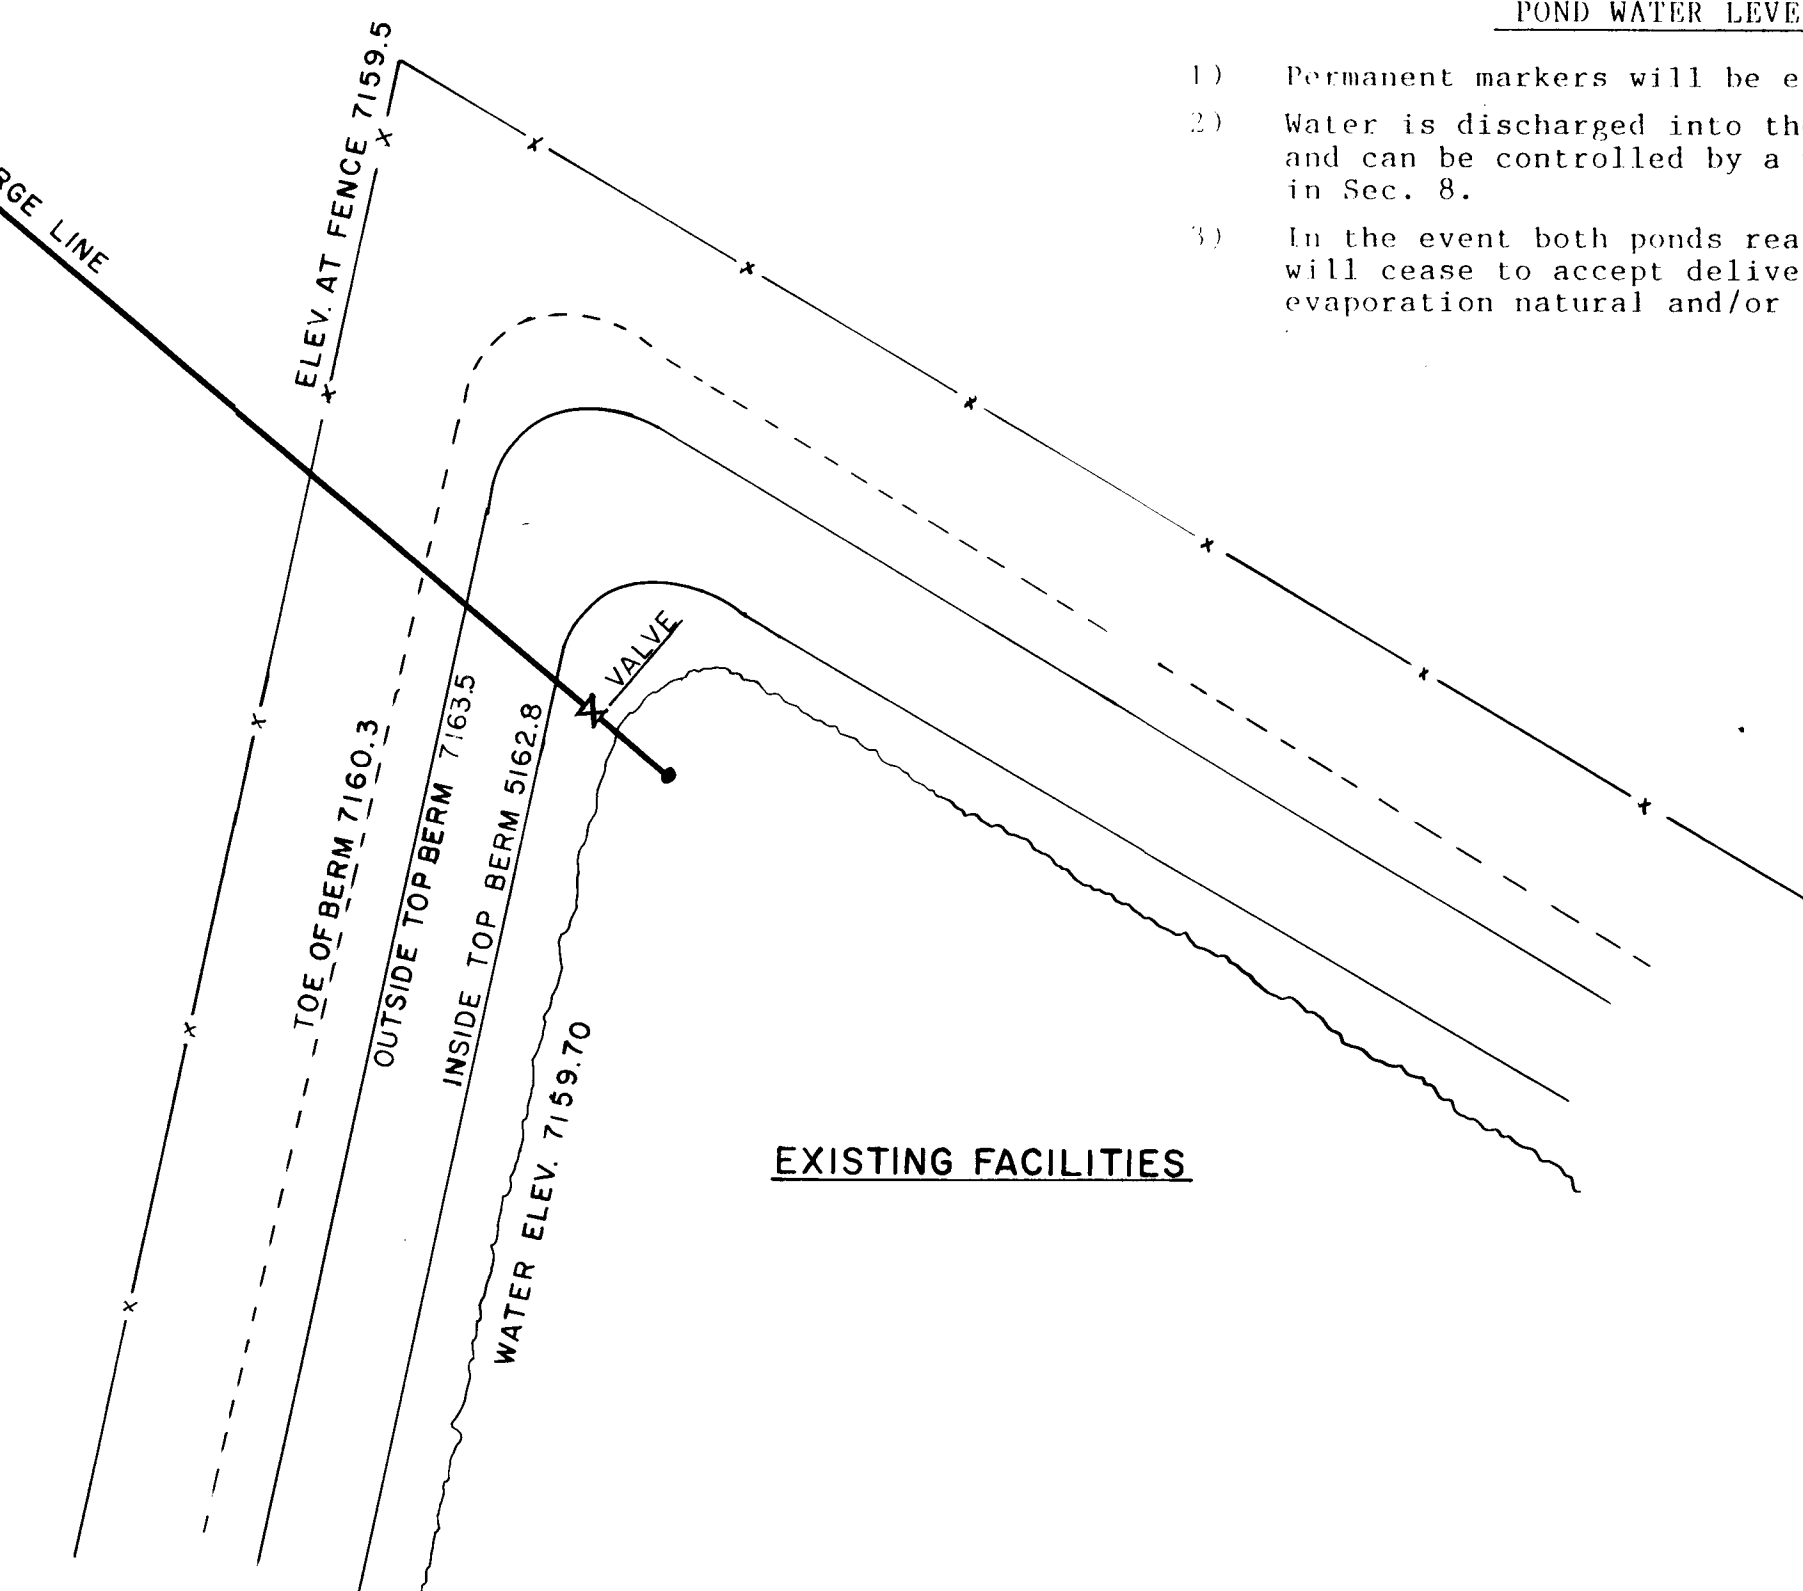 POND WATER LEVE
1) Permanent markers will be e
2) Water is discharged into th
and can be controlled by a
in Sec. 8.
3) In the event both ponds rea
will cease to accept delive
evaporation natural and/or
RGE LINE
ELEV. AT FENCE 7159.5
VALVE
TOE OF BERM 7160.3
OUTSIDE TOP BERM 7163.5
INSIDE TOP BERM 5162.8
WATER ELEV. 7159.70
EXISTING FACILITIES